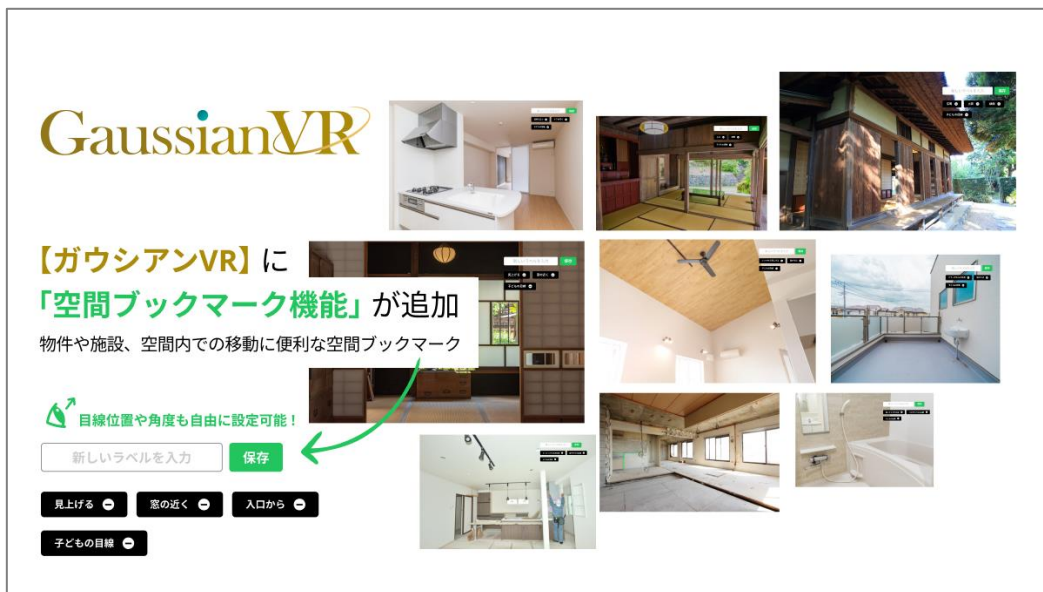 GaussianVR
【ガウシアンVR】に
「空間ブックマーク機能」が追加
物件や施設、空間内での移動に便利な空間ブックマーク
目線位置や角度も自由に設定可能！
新しいラベルを入力
保存
見上げる
窓の近く
入口から
子どもの目線